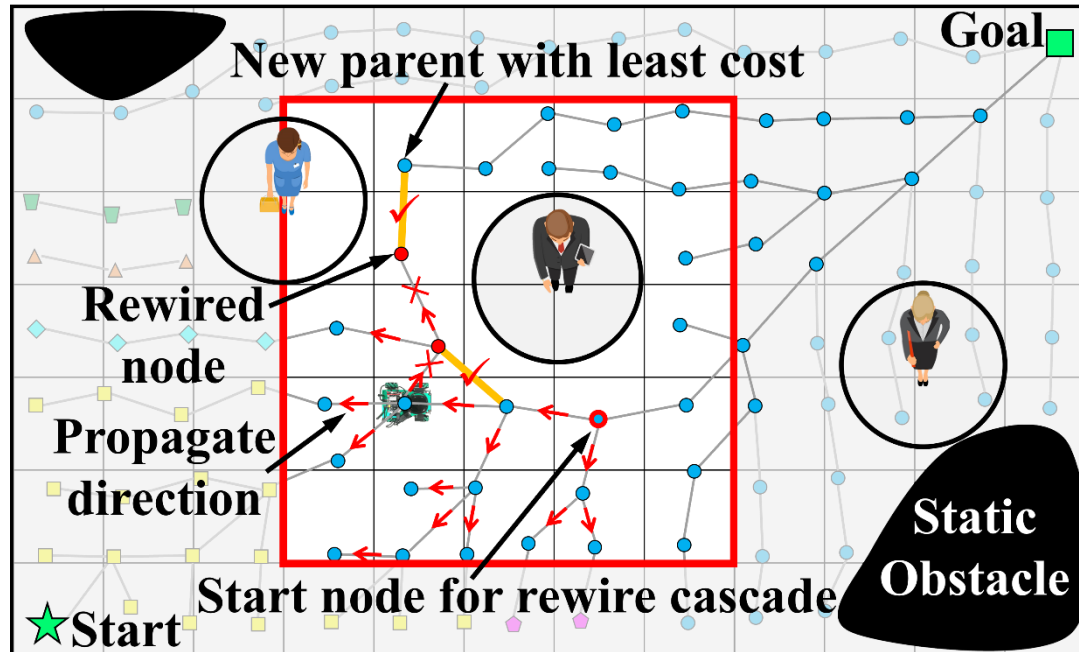 Goal
New parent with least cost
Rewired
node
Propagate
direction
Static
Obstacle
Start node for rewire cascade
Start